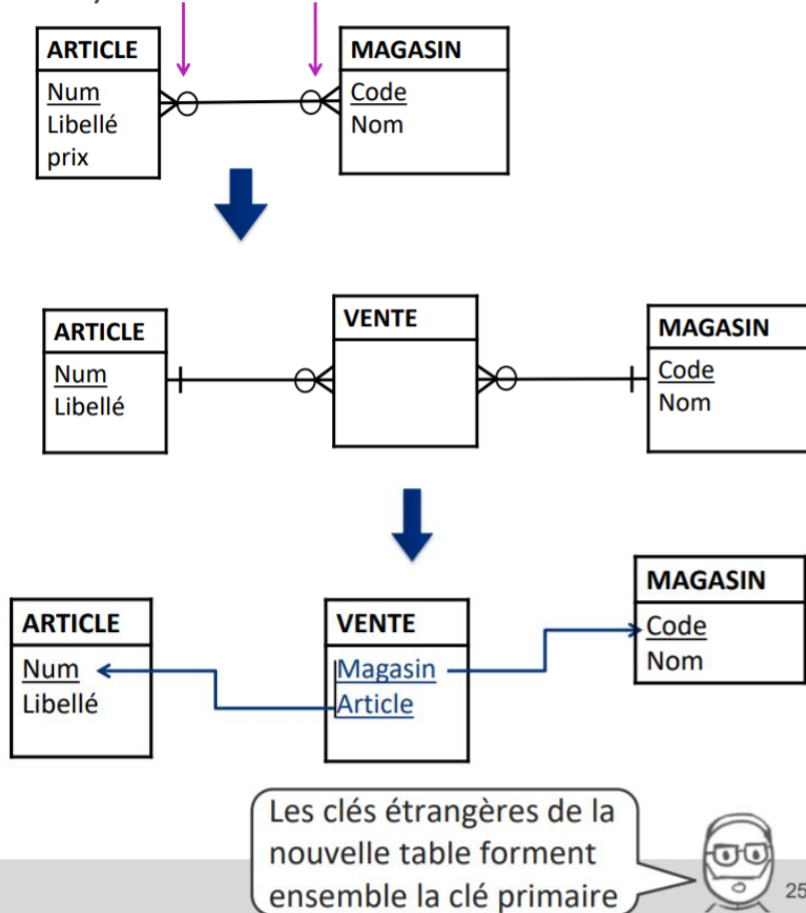 ARTICLE
Num
Libellé
prix
MAGASIN
Code
Nom
ARTICLE
Num
Libellé
VENTE
MAGASIN
Code
Nom
ARTICLE
Num
Libellé
VENTE
Magasin
Article
MAGASIN
Code
Nom
Les clés étrangères de la
nouvelle table forment
ensemble la clé primaire
25